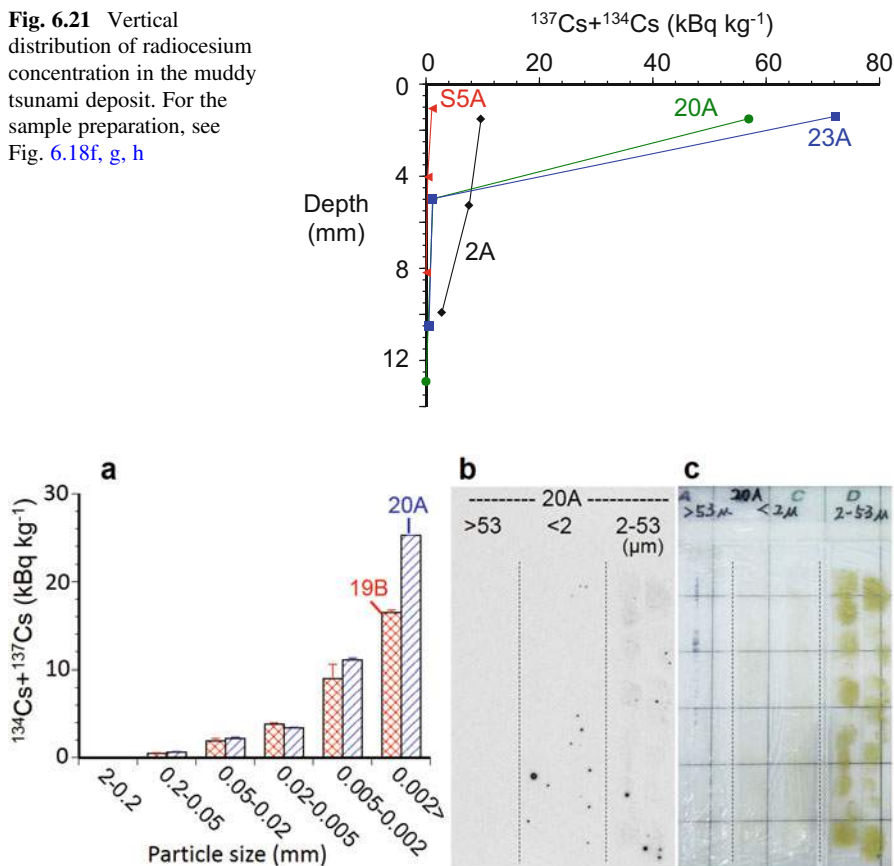 Fig. 6.21 Vertical
distribution of radiocesium
concentration in the muddy
tsunami deposit. For the
sample preparation, see
Fig. 6.18f, g, h
¹³⁷Cs+¹³⁴Cs (kBq kg⁻¹)
0 20 40 60 80
0
4
8
12
Depth
(mm)
S5A
20A
23A
2A
a
30
20
10
0
¹³⁴Cs+¹³⁷Cs (kBq kg⁻¹)
20A
19B
2-0.2
0.2-0.05
0.05-0.02
0.02-0.005
0.005-0.002
0.002>
Particle size (mm)
b
20A
>53 <2 2-53
(µm)
c
A 20A C D
>53µ <2µ 2-53µ